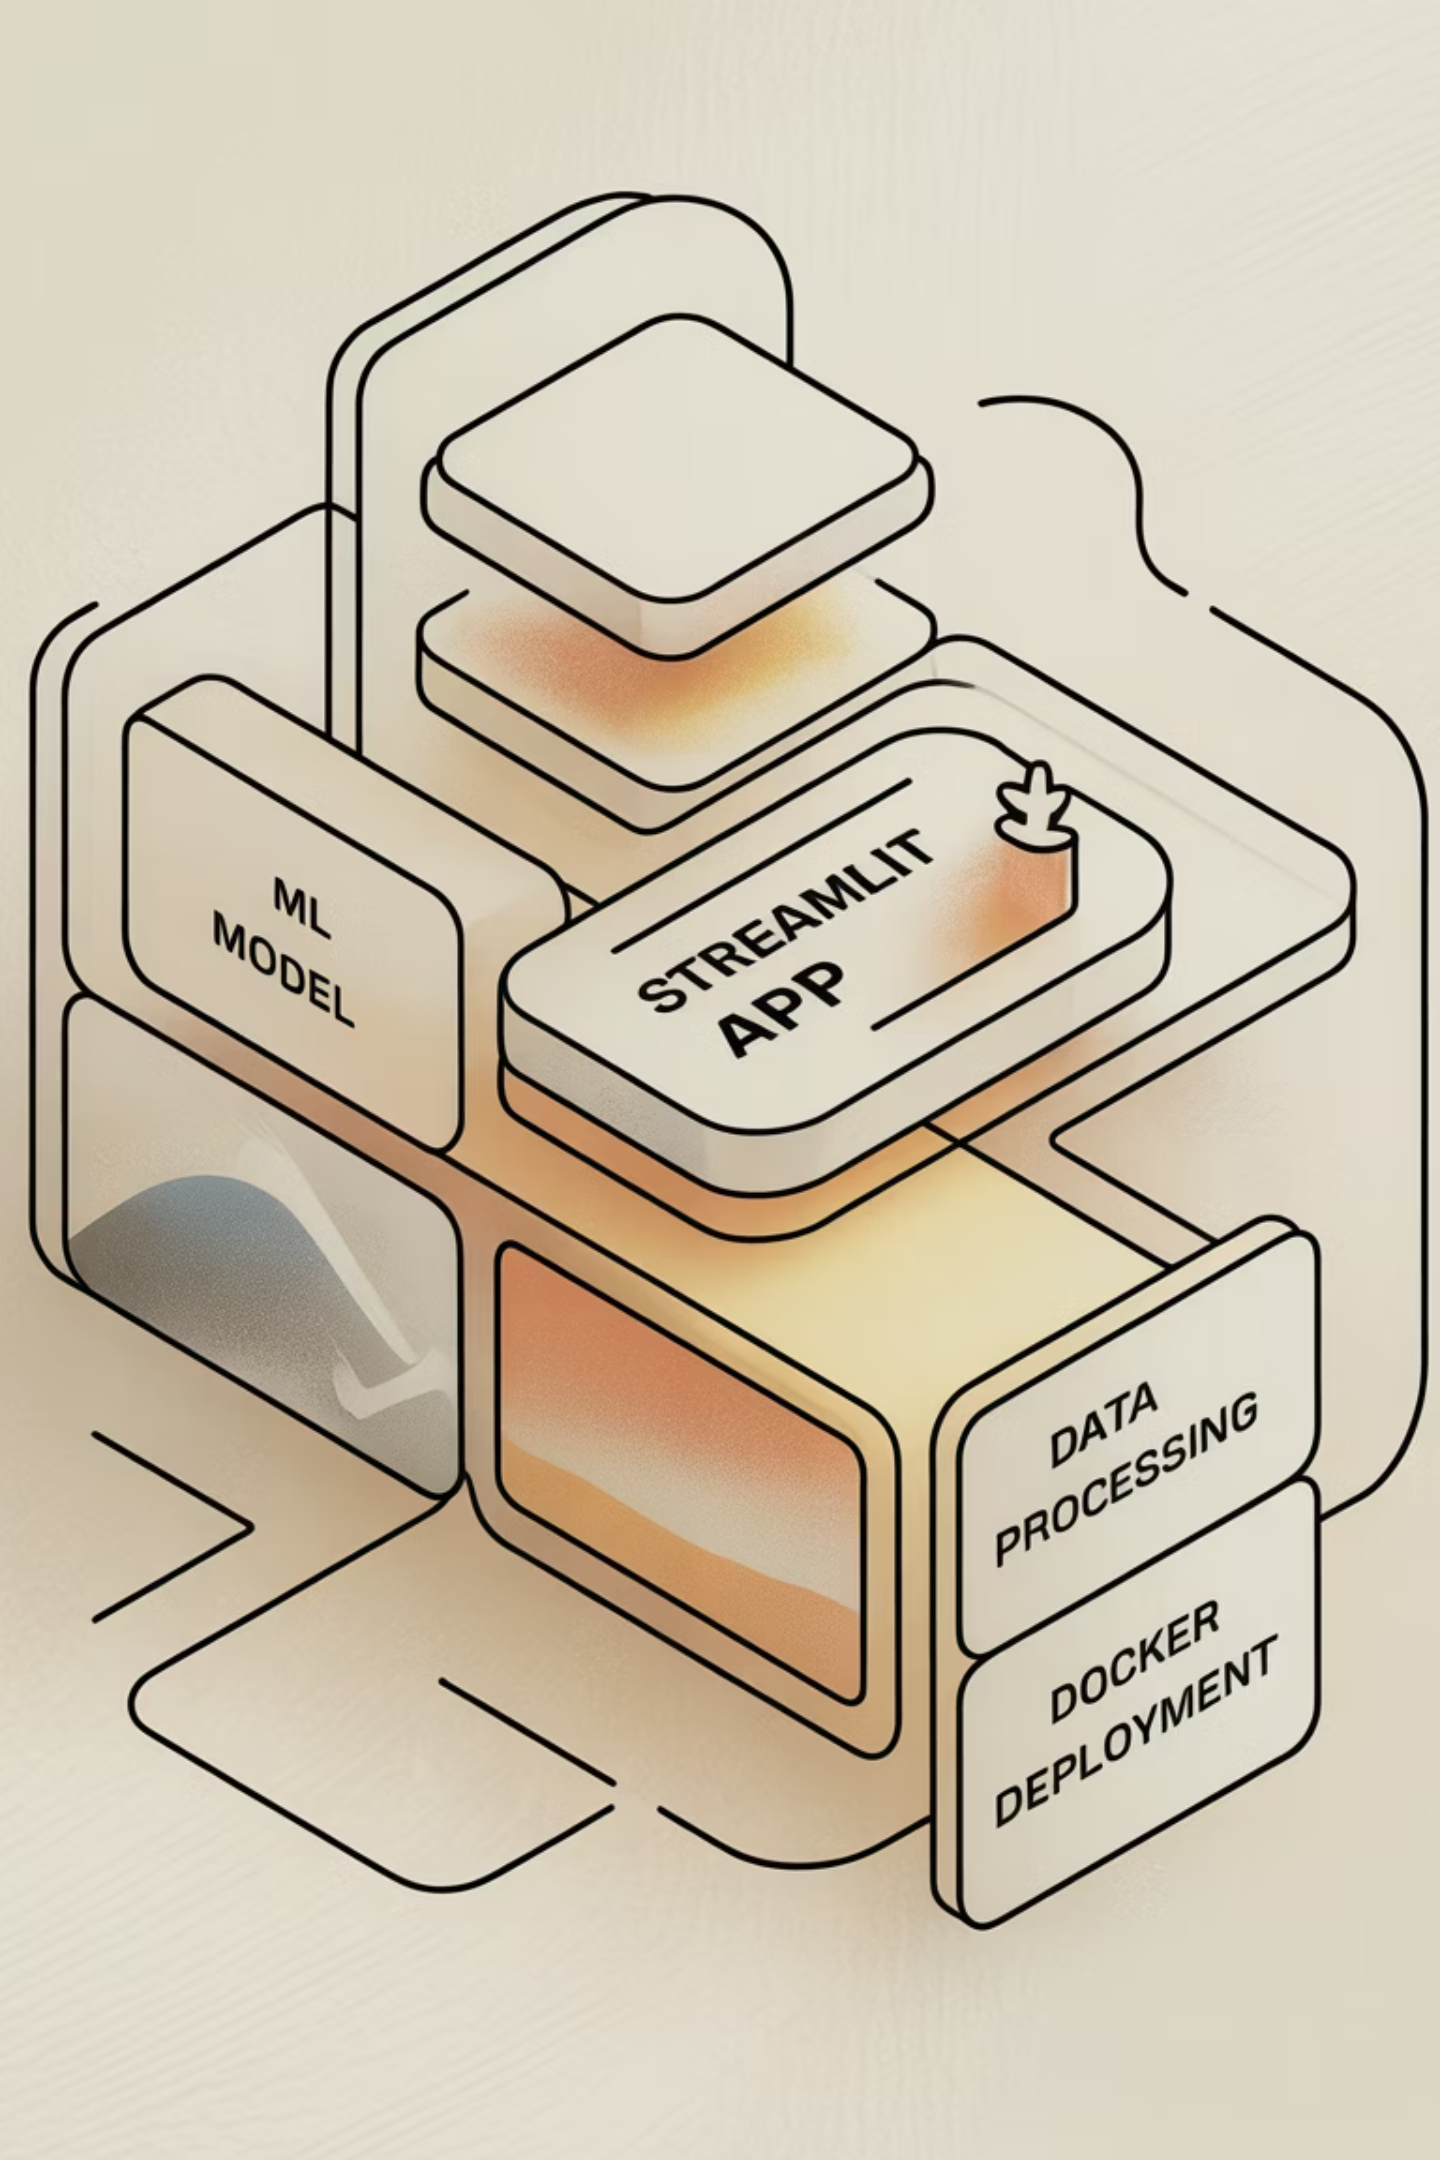 ML
MODEL
STREAMLIT
APP
DATA
PROCESSING
DOCKER
DEPLOYMENT